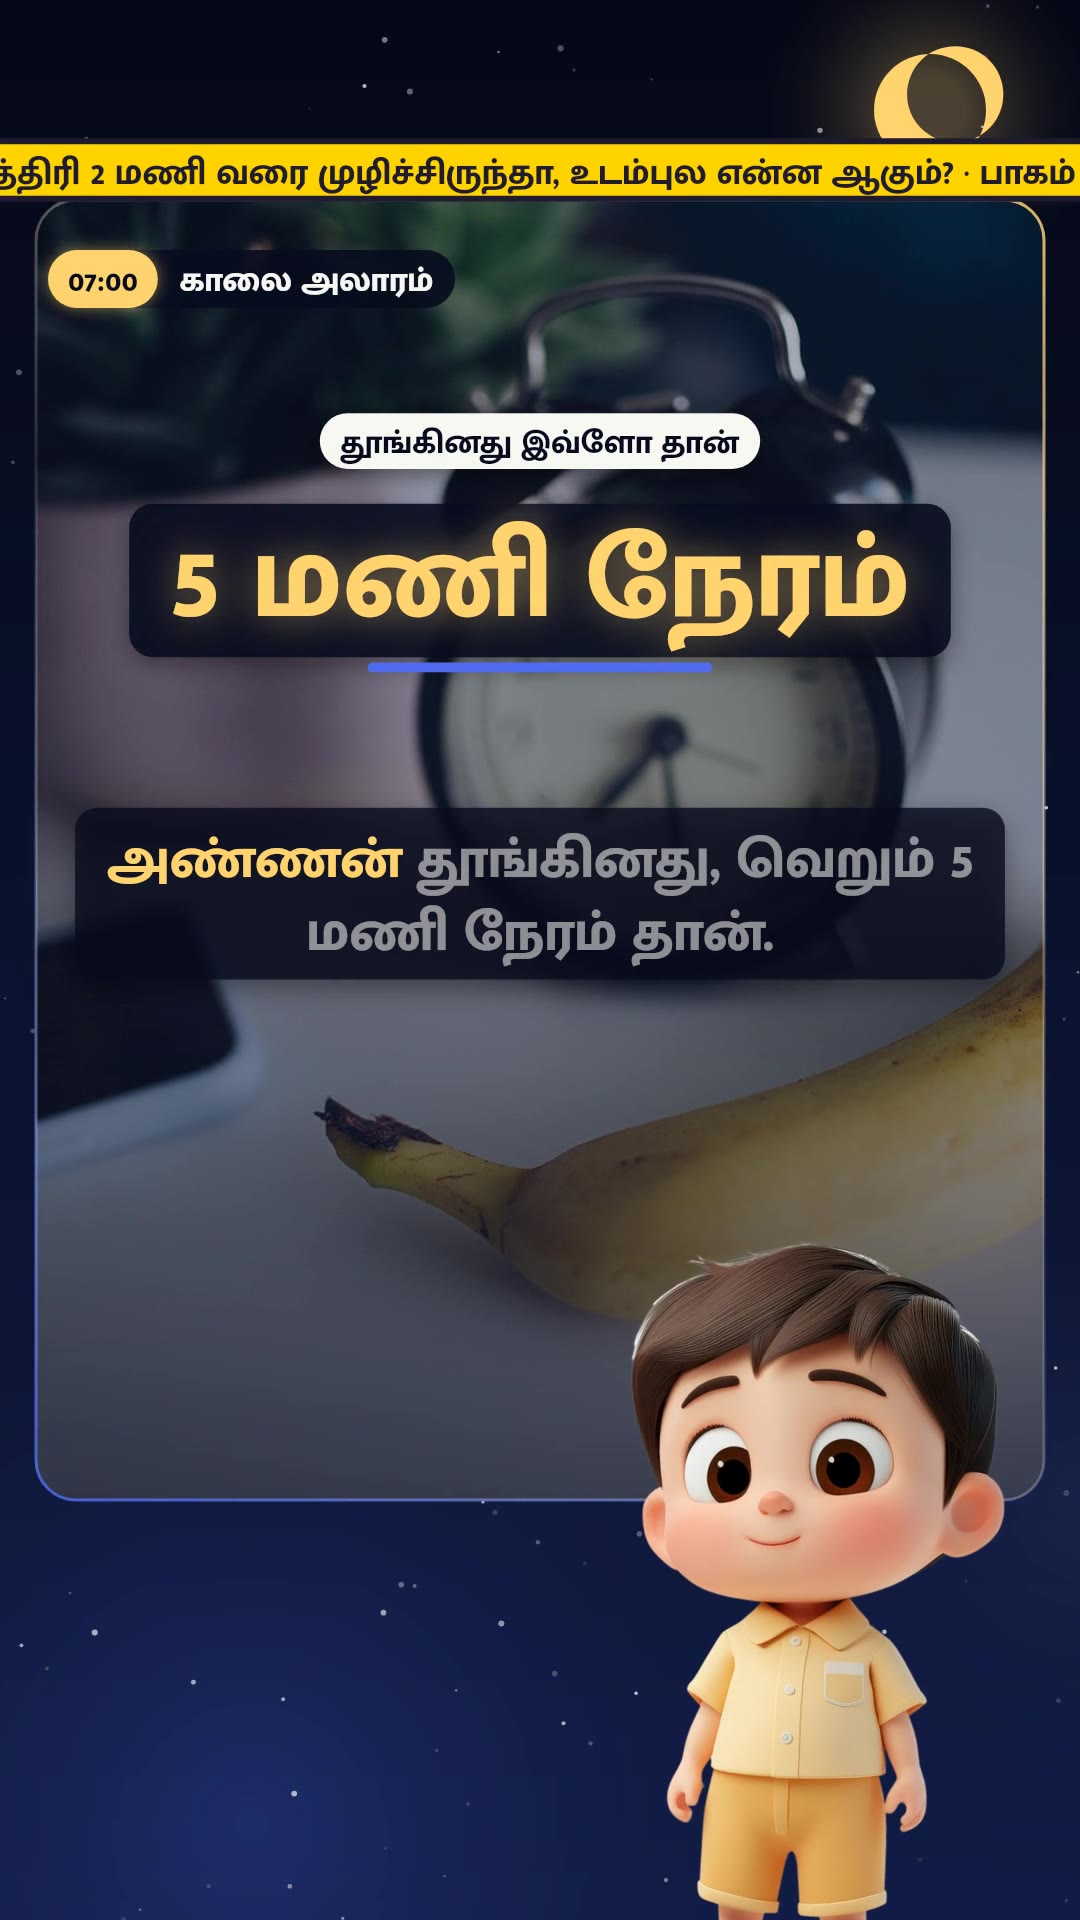 2 மணி வரை முழிச்சிருந்தா, உடம்புல என்ன ஆகும்? · பாகம்
07:00 காலை அலாரம்
தூங்கினது இவ்ளோ தான்
5 மணி நேரம்
அண்ணன் தூங்கினது, வெறும் 5
மணி நேரம் தான்.